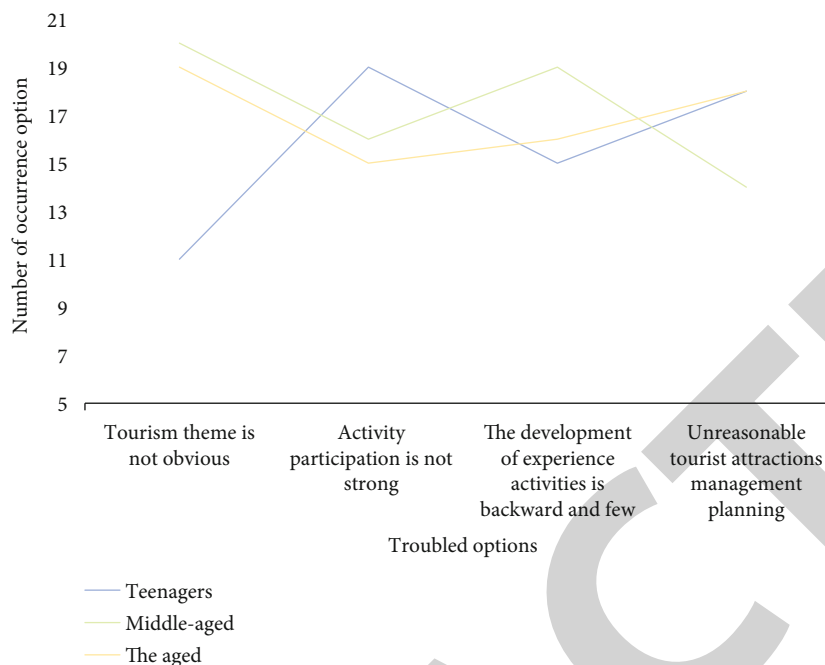 21
19
17
15
13
11
9
7
5
Number of occurrence option
Tourism theme is
not obvious
Activity
participation is not
strong
The development
of experience
activities is
backward and few
Unreasonable
tourist attractions
management
planning
Troubled options
Teenagers
Middle-aged
The aged